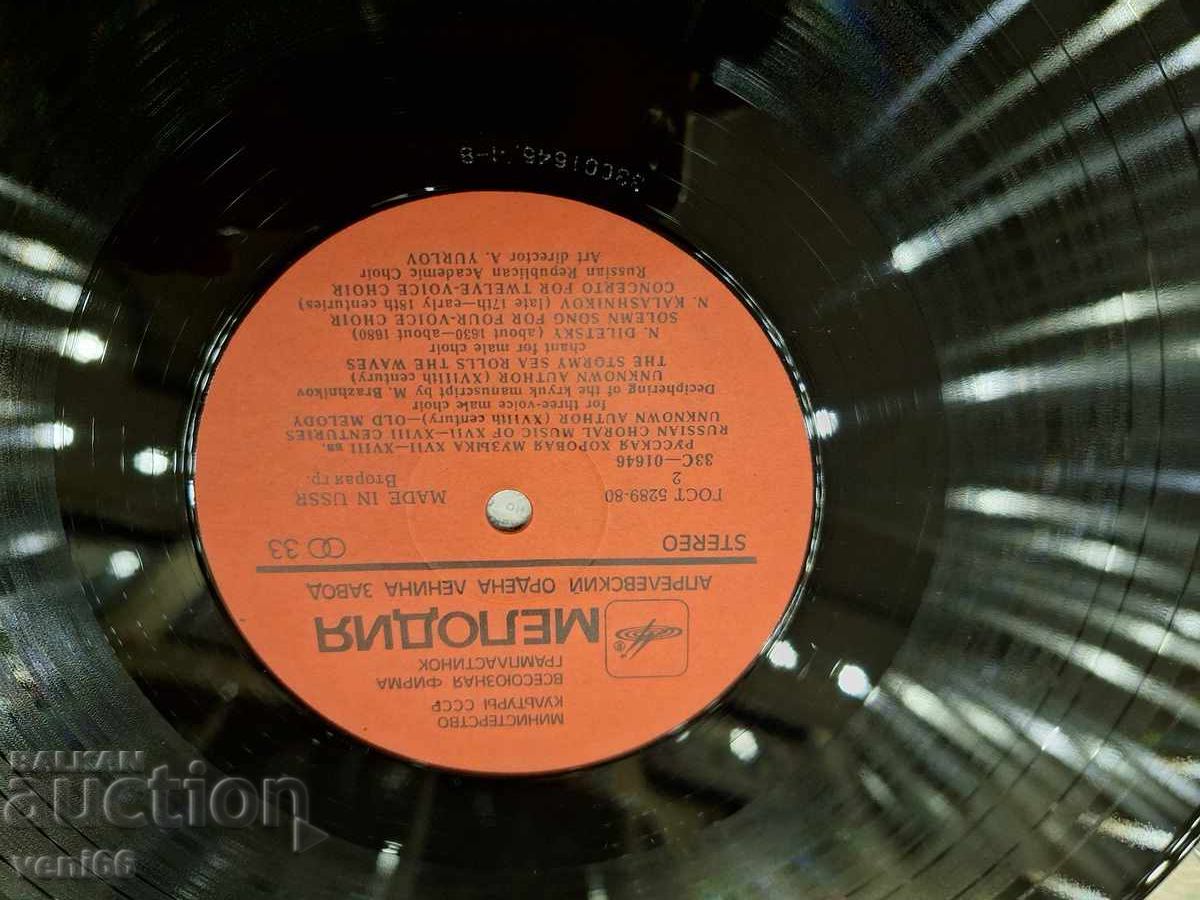 МИНИСТЕРСТВО
КУЛЬТУРЫ СССР
ВСЕСОЮЗНАЯ ФИРМА
ГРАМПЛАСТИНОК
МЕЛОДИЯ
АПРЕЛЕВСКИЙ ОРДЕНА ЛЕНИНА ЗАВОД
STEREO 33
ГОСТ 5289-80 MADE IN USSR
2 Вторая гр.
33С—01646
РУССКАЯ ХОРОВАЯ МУЗЫКА XVII—XVIII вв.
RUSSIAN CHORAL MUSIC OF XVII—XVIII CENTURIES
UNKNOWN AUTHOR (XVIIth century)—OLD MELODY
for three-voice male choir
Deciphering of the kryuk manuscript by M. Brazhnikov
UNKNOWN AUTHOR (XVIIIth century)
THE STORMY SEA ROLLS THE WAVES
chant for male choir
N. DILETSKY (about 1630—about 1680)
SOLEMN SONG FOR FOUR-VOICE CHOIR
N. KALASHNIKOV (late 17th—early 18th centuries)
CONCERTO FOR TWELVE-VOICE CHOIR
Russian Republican Academic Choir
Art director A. YURLOV
BALKAN
auction
veni66